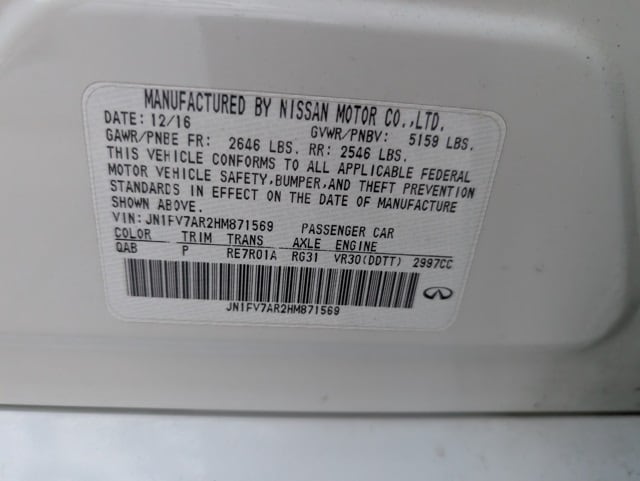 MANUFACTURED BY NISSAN MOTOR CO.,LTD.
DATE: 12/16 GVWR/PNBV: 5159 LBS.
GAWR/PNBE FR: 2646 LBS. RR: 2546 LBS.
THIS VEHICLE CONFORMS TO ALL APPLICABLE FEDERAL
MOTOR VEHICLE SAFETY,BUMPER,AND THEFT PREVENTION
STANDARDS IN EFFECT ON THE DATE OF MANUFACTURE
SHOWN ABOVE.
VIN: JN1FV7AR2HM871569 PASSENGER CAR
COLOR TRIM TRANS AXLE ENGINE
QAB P RE7R01A RG31 VR30(DDTT) 2997CC
JN1FV7AR2HM871569